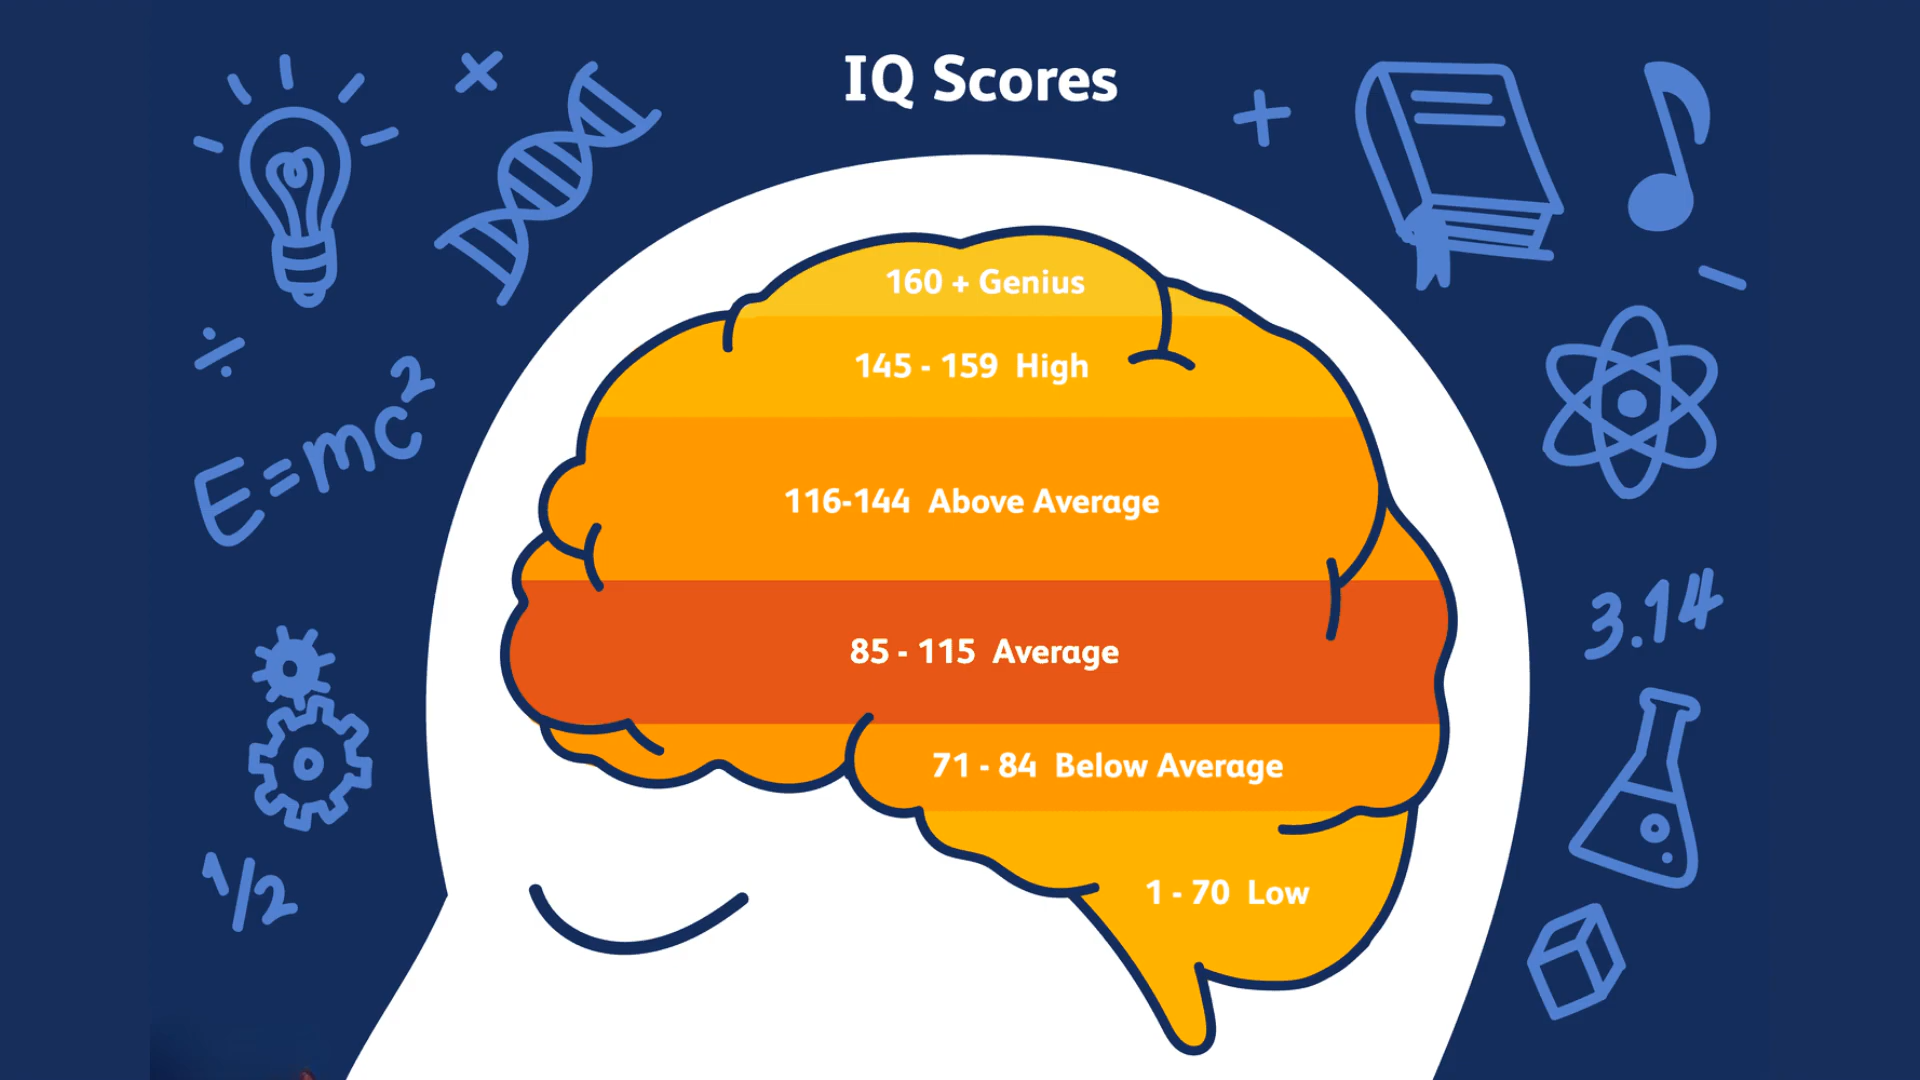 IQ Scores
160 + Genius
145 - 159 High
116-144 Above Average
85 - 115 Average
71 - 84 Below Average
1 - 70 Low
E=mc²
1/2
3.14